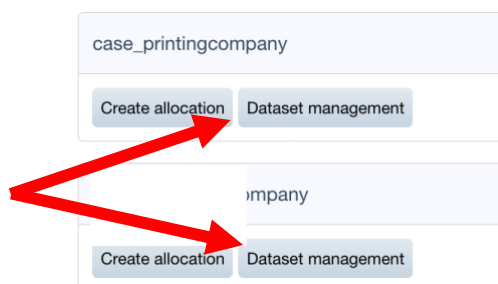 case_printingcompany
Create allocation Dataset management
ompany
Create allocation Dataset management